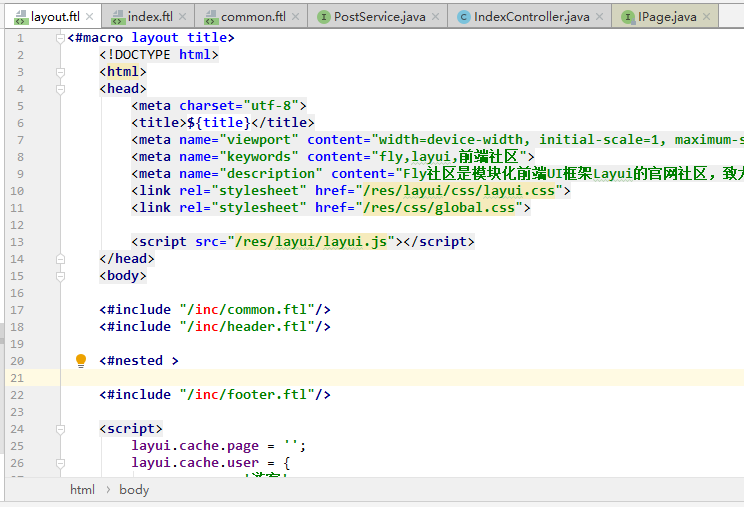 layout.ftl index.ftl common.ftl PostService.java IndexController.java IPage.java
1 <#macro layout title>
2 <!DOCTYPE html>
3 <html>
4 <head>
5 <meta charset="utf-8">
6 <title>${title}</title>
7 <meta name="viewport" content="width=device-width, initial-scale=1, maximum-s
8 <meta name="keywords" content="fly,layui,前端社区">
9 <meta name="description" content="Fly社区是模块化前端UI框架Layui的官网社区，致力
10 <link rel="stylesheet" href="/res/layui/css/layui.css">
11 <link rel="stylesheet" href="/res/css/global.css">
12
13 <script src="/res/layui/layui.js"></script>
14 </head>
15 <body>
16
17 <#include "/inc/common.ftl"/>
18 <#include "/inc/header.ftl"/>
19
20 <#nested >
21
22 <#include "/inc/footer.ftl"/>
23
24 <script>
25 layui.cache.page = '';
26 layui.cache.user = {
html body